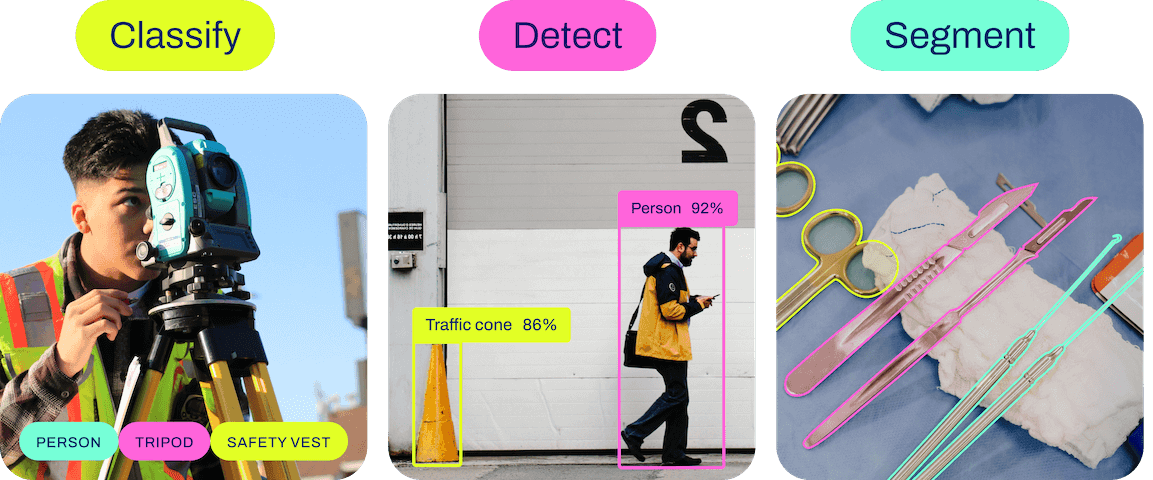 Classify
Detect
Segment
PERSON
TRIPOD
SAFETY VEST
2
Person 92%
Traffic cone 86%